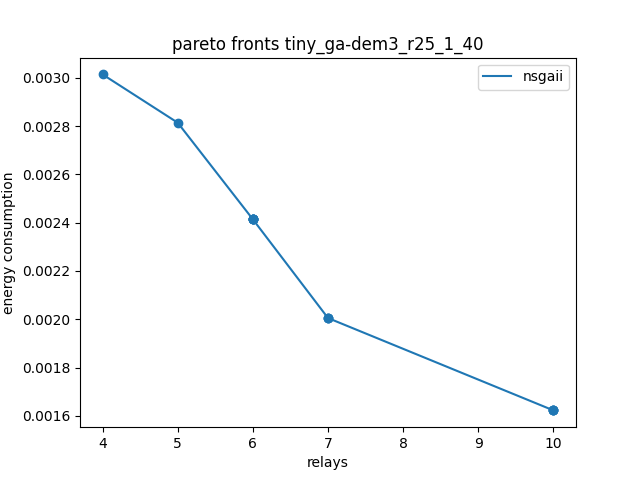 pareto fronts tiny_ga-dem3_r25_1_40
nsgaii
energy consumption
0.0030
0.0028
0.0026
0.0024
0.0022
0.0020
0.0018
0.0016
4 5 6 7 8 9 10
relays